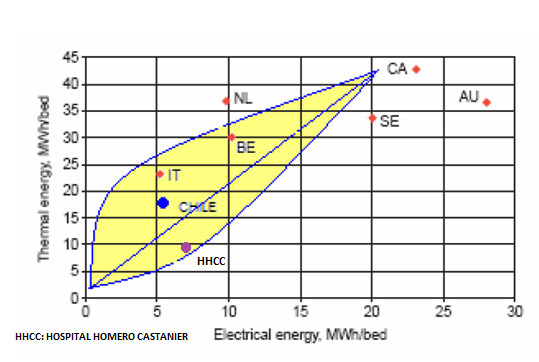 Thermal energy, MWh/bed
45
40
35
30
25
20
15
10
5
0
CA
AU
NL
SE
BE
IT
CHILE
HHCC
0 5 10 15 20 25 30
HHCC: HOSPITAL HOMERO CASTANIER
Electrical energy, MWh/bed